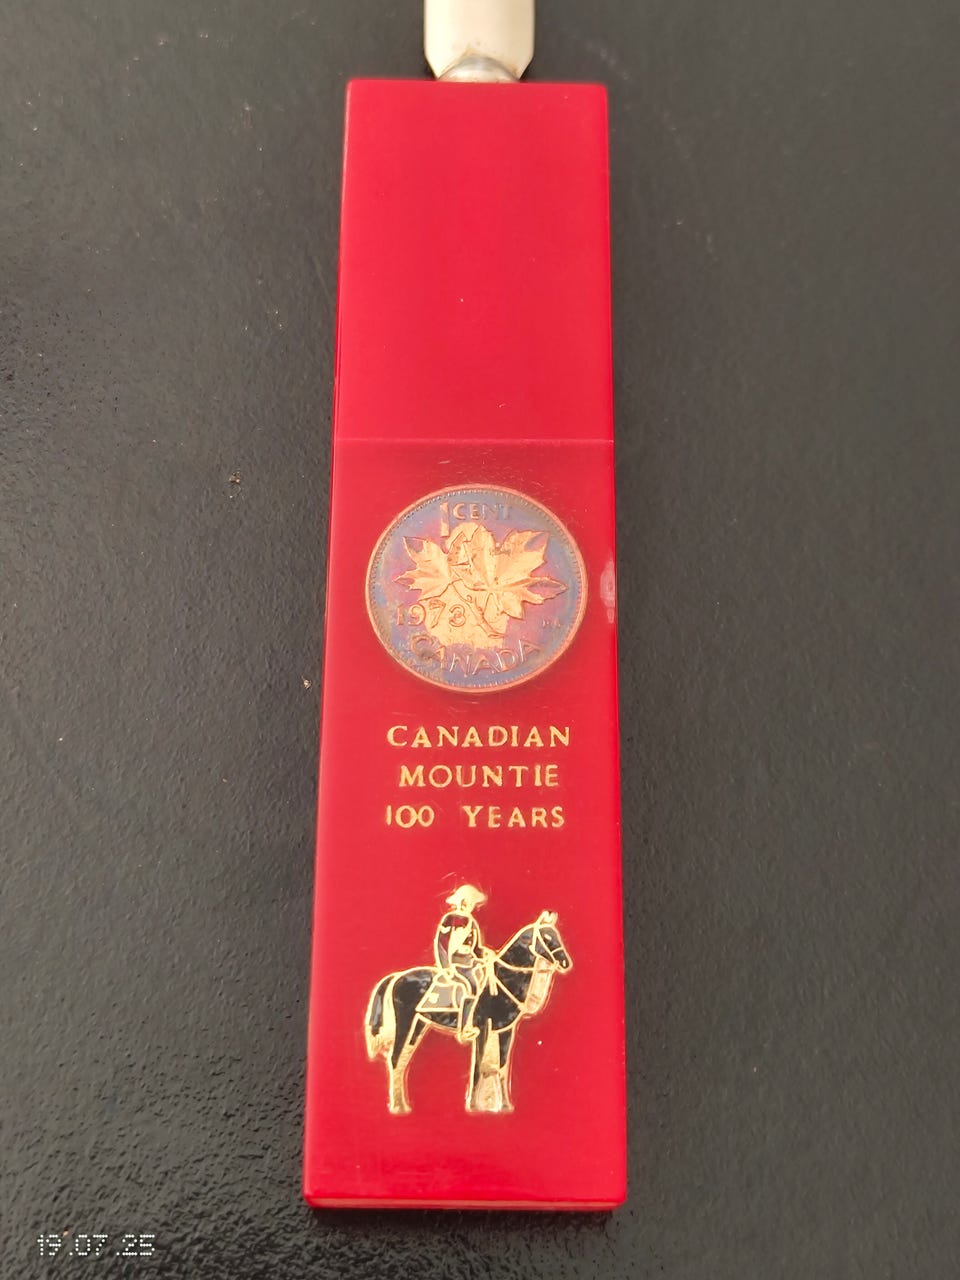 1 CENT
1973
CANADA
CANADIAN
MOUNTIE
100 YEARS
19.07.25